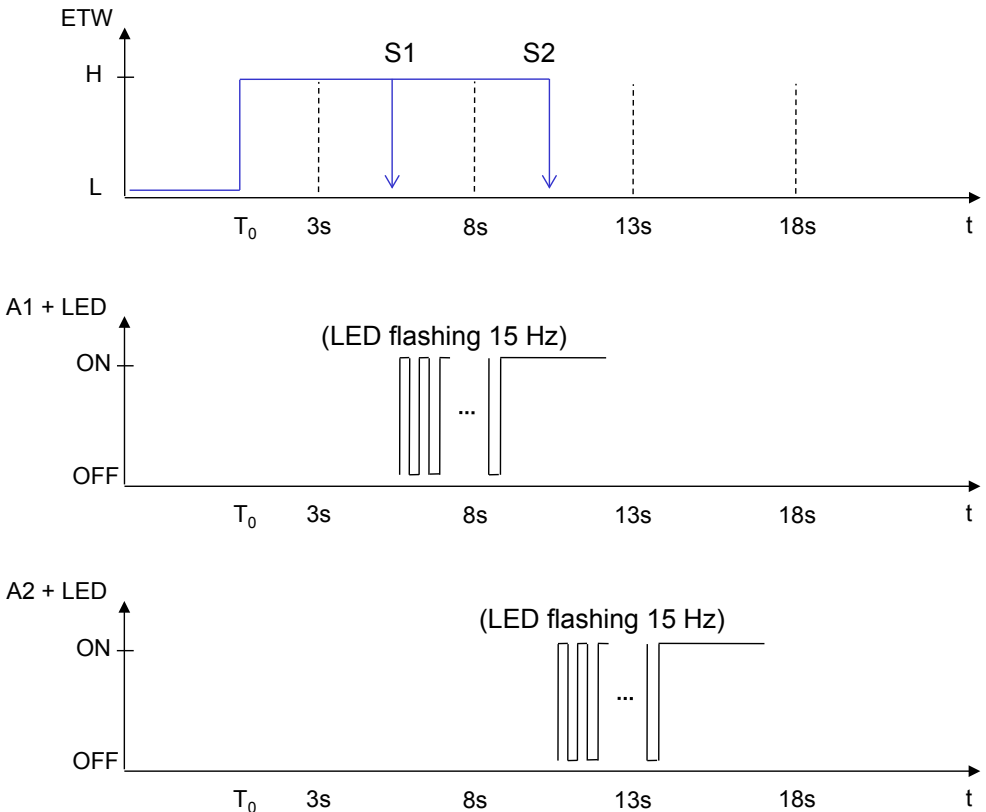 ETW
S1 S2
H
L
T0 3s 8s 13s 18s t
A1 + LED
(LED flashing 15 Hz)
ON
...
OFF
T0 3s 8s 13s 18s t
A2 + LED
(LED flashing 15 Hz)
ON
...
OFF
T0 3s 8s 13s 18s t